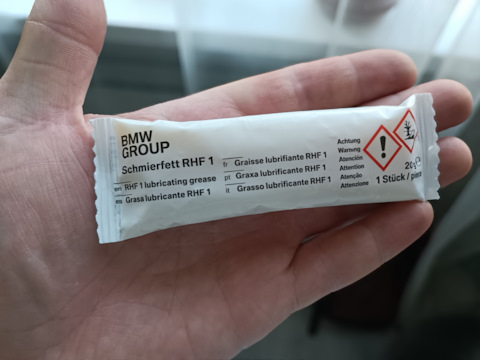 BMW
GROUP
Schmierfett RHF 1
en RHF 1 lubricating grease
es Grasa lubricante RHF 1
fr Graisse lubrifiante RHF 1
pt Graxa lubrificante RHF 1
it Grasso lubrificante RHF 1
Achtung
Warning
Atención
Attention
Atenção
Attenzione
20g
1 Stück /